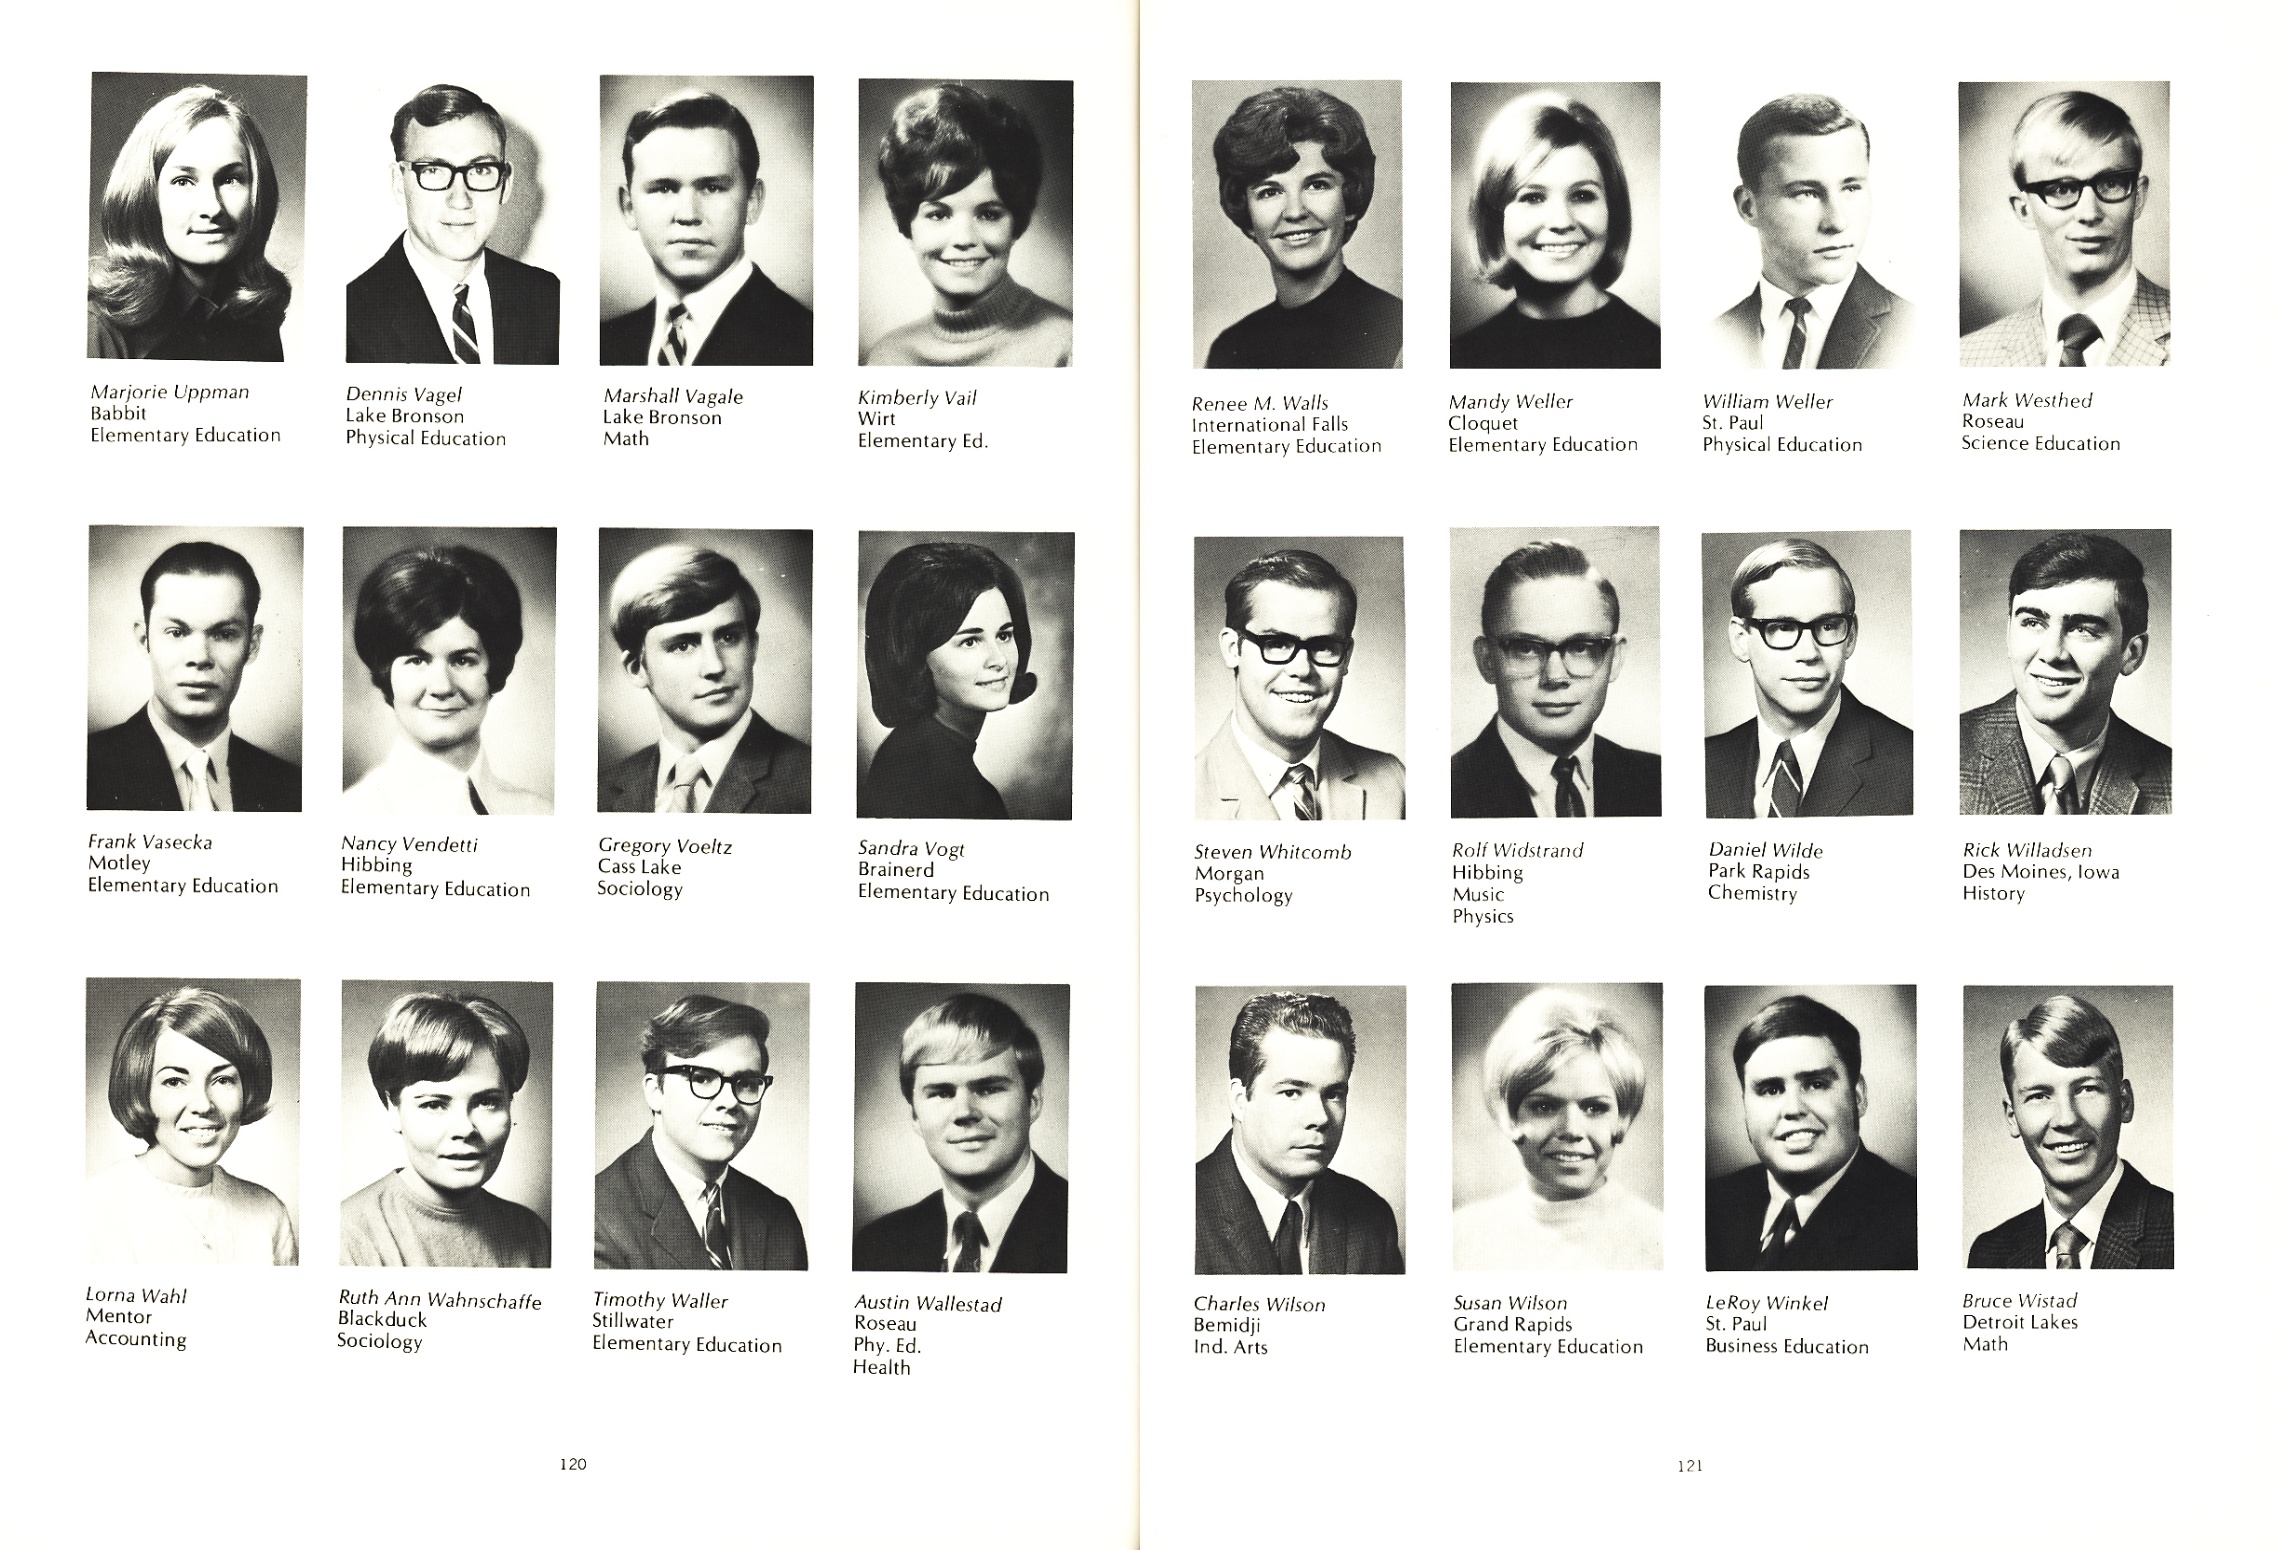 Marjorie Uppman
Babbit
Elementary Education
Dennis Vagel
Lake Bronson
Physical Education
Marshall Vagale
Lake Bronson
Math
Kimberly Vail
Wirt
Elementary Ed.
Frank Vasecka
Motley
Elementary Education
Nancy Vendetti
Hibbing
Elementary Education
Gregory Voeltz
Cass Lake
Sociology
Sandra Vogt
Brainerd
Elementary Education
Lorna Wahl
Mentor
Accounting
Ruth Ann Wahnschaffe
Blackduck
Sociology
Timothy Waller
Stillwater
Elementary Education
Austin Wallestad
Roseau
Phy. Ed.
Health
120
Renee M. Walls
International Falls
Elementary Education
Mandy Weller
Cloquet
Elementary Education
William Weller
St. Paul
Physical Education
Mark Westhed
Roseau
Science Education
Steven Whitcomb
Morgan
Psychology
Rolf Widstrand
Hibbing
Music
Physics
Daniel Wilde
Park Rapids
Chemistry
Rick Willadsen
Des Moines, Iowa
History
Charles Wilson
Bemidji
Ind. Arts
Susan Wilson
Grand Rapids
Elementary Education
LeRoy Winkel
St. Paul
Business Education
Bruce Wistad
Detroit Lakes
Math
121